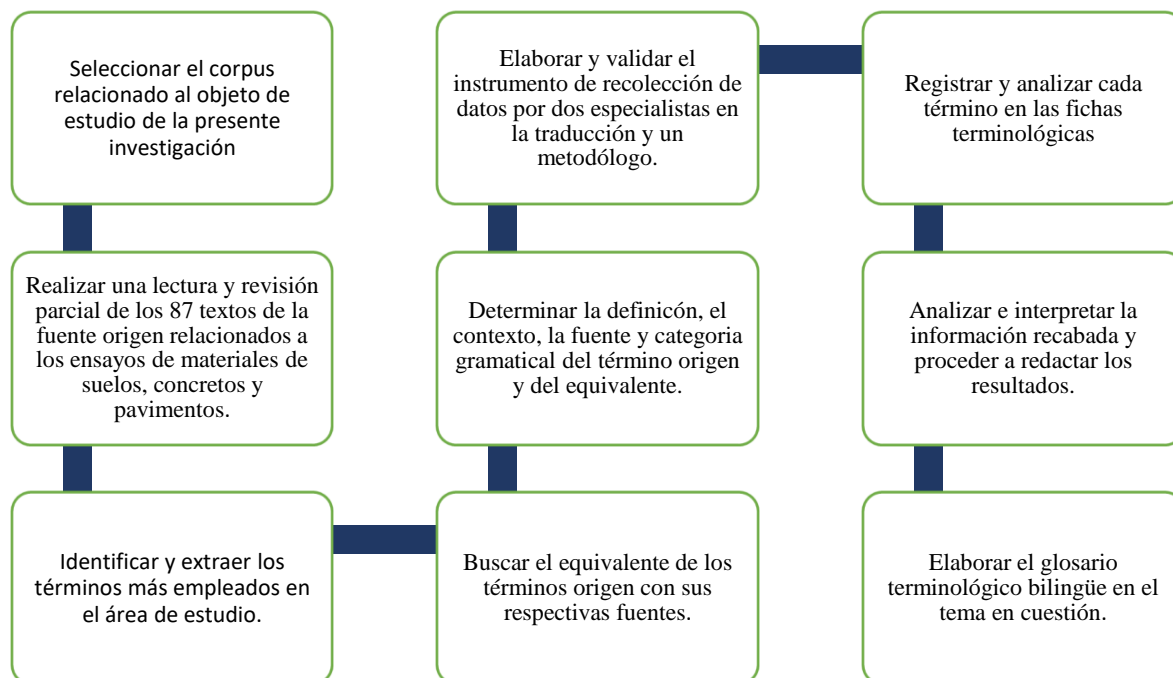 Seleccionar el corpus
relacionado al objeto de
estudio de la presente
investigación
Realizar una lectura y revisión
parcial de los 87 textos de la
fuente origen relacionados a
los ensayos de materiales de
suelos, concretos y
pavimentos.
Identificar y extraer los
términos más empleados en
el área de estudio.
Buscar el equivalente de los
términos origen con sus
respectivas fuentes.
Determinar la definicón, el
contexto, la fuente y categoria
gramatical del término origen
y del equivalente.
Elaborar y validar el
instrumento de recolección de
datos por dos especialistas en
la traducción y un
metodólogo.
Registrar y analizar cada
término en las fichas
terminológicas
Analizar e interpretar la
información recabada y
proceder a redactar los
resultados.
Elaborar el glosario
terminológico bilingüe en el
tema en cuestión.